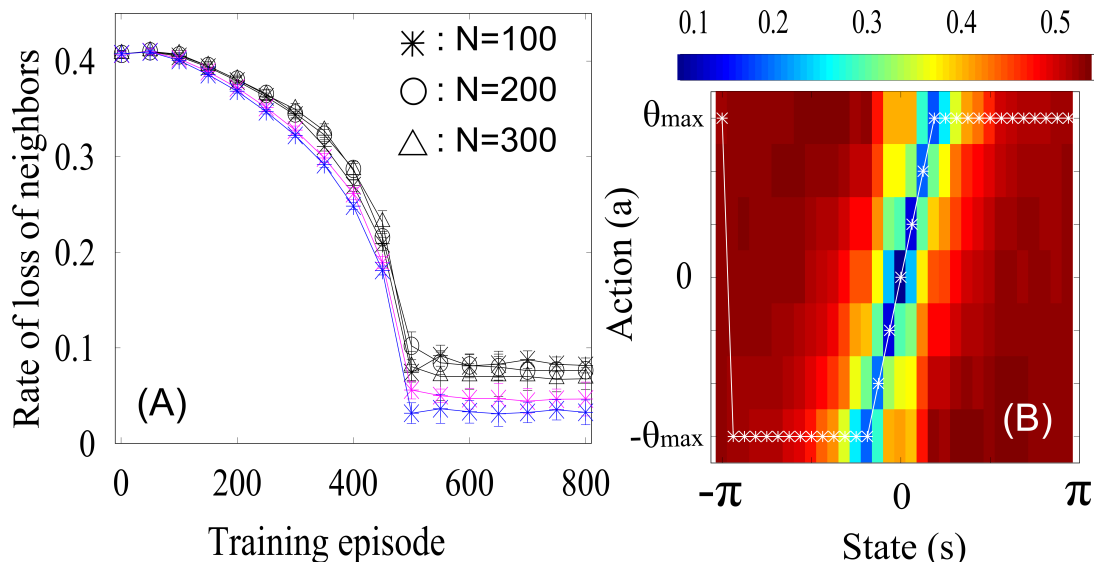 Rate of loss of neighbors
0.4
0.3
0.2
0.1
0
: N=100
: N=200
: N=300
(A)
0
200
400
600
800
Training episode
0.1
0.2
0.3
0.4
0.5
Action (a)
θmax
0
-θmax
(B)
-π
0
π
State (s)